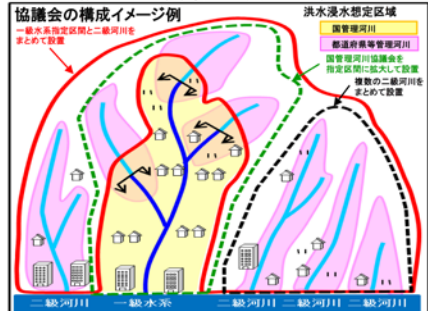 協議会の構成イメージ例
洪水浸水想定区域
国管理河川
都道府県等管理河川
一級水系指定区間と二級河川を
まとめて設置
国管理河川協議会を
指定区間に拡大して設置
複数の二級河川を
まとめて設置
二級河川
一級水系
二級河川
二級河川
二級河川